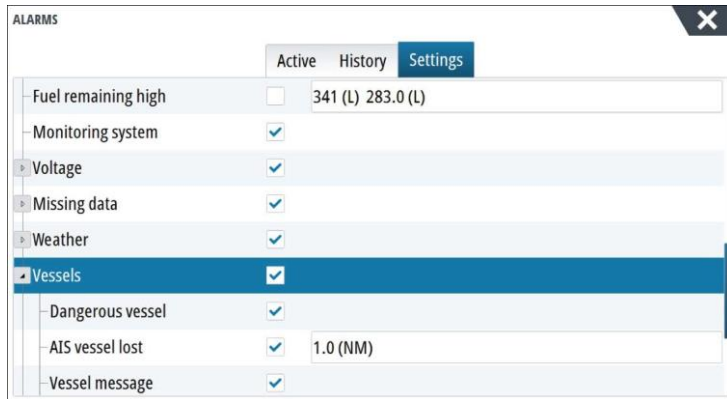 ALARMS
Active History Settings
Fuel remaining high 341 (L) 283.0 (L)
Monitoring system
Voltage
Missing data
Weather
Vessels
Dangerous vessel
AIS vessel lost 1.0 (NM)
Vessel message